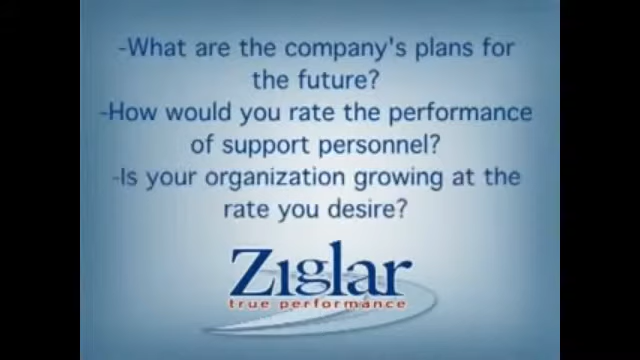 -What are the company's plans for
the future?
-How would you rate the performance
of support personnel?
-Is your organization growing at the
rate you desire?
Ziglar
true performance